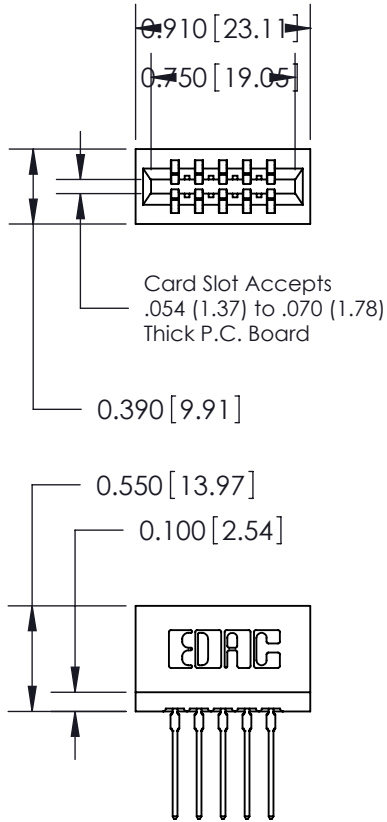 0.910 [23.11]
0.750 [19.05]
Card Slot Accepts
.054 (1.37) to .070 (1.78)
Thick P.C. Board
0.390 [9.91]
0.550 [13.97]
0.100 [2.54]
EDAC